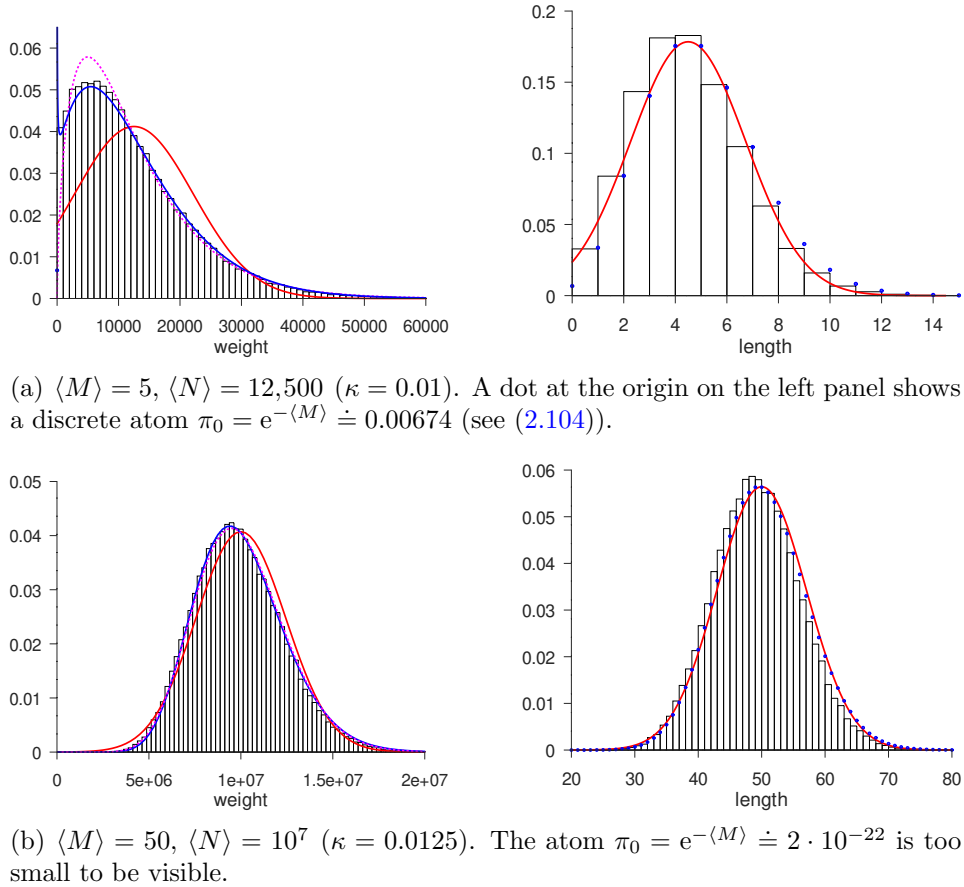 0.06
0.05
0.04
0.03
0.02
0.01
0
0 10000 20000 30000 40000 50000 60000
weight
0.2
0.15
0.1
0.05
0
0 2 4 6 8 10 12 14
length
(a) ⟨M⟩ = 5, ⟨N⟩ = 12,500 (κ = 0.01). A dot at the origin on the left panel shows
a discrete atom π₀ = e^{−⟨M⟩} ≐ 0.00674 (see (2.104)).
0.05
0.04
0.03
0.02
0.01
0
0 5e+06 1e+07 1.5e+07 2e+07
weight
0.06
0.05
0.04
0.03
0.02
0.01
0
20 30 40 50 60 70 80
length
(b) ⟨M⟩ = 50, ⟨N⟩ = 10⁷ (κ = 0.0125). The atom π₀ = e^{−⟨M⟩} ≐ 2 · 10⁻²² is too
small to be visible.